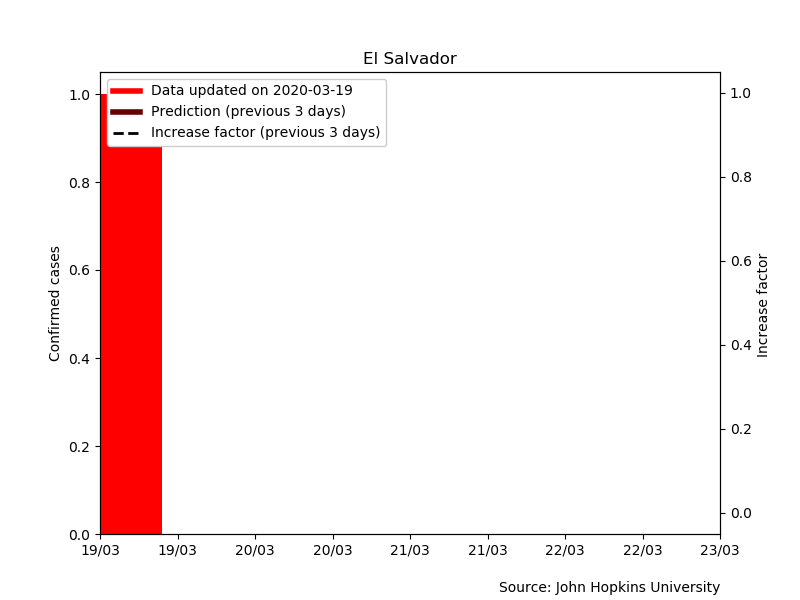 El Salvador
Data updated on 2020-03-19
Prediction (previous 3 days)
Increase factor (previous 3 days)
Confirmed cases
1.0
0.8
0.6
0.4
0.2
0.0
Increase factor
1.0
0.8
0.6
0.4
0.2
0.0
19/03 19/03 20/03 20/03 21/03 21/03 22/03 22/03 23/03
Source: John Hopkins University